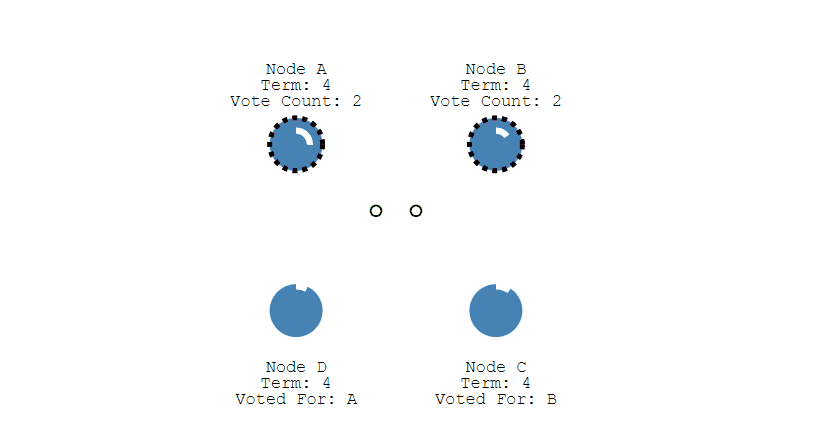 Node A
Term: 4
Vote Count: 2
Node B
Term: 4
Vote Count: 2
Node D
Term: 4
Voted For: A
Node C
Term: 4
Voted For: B